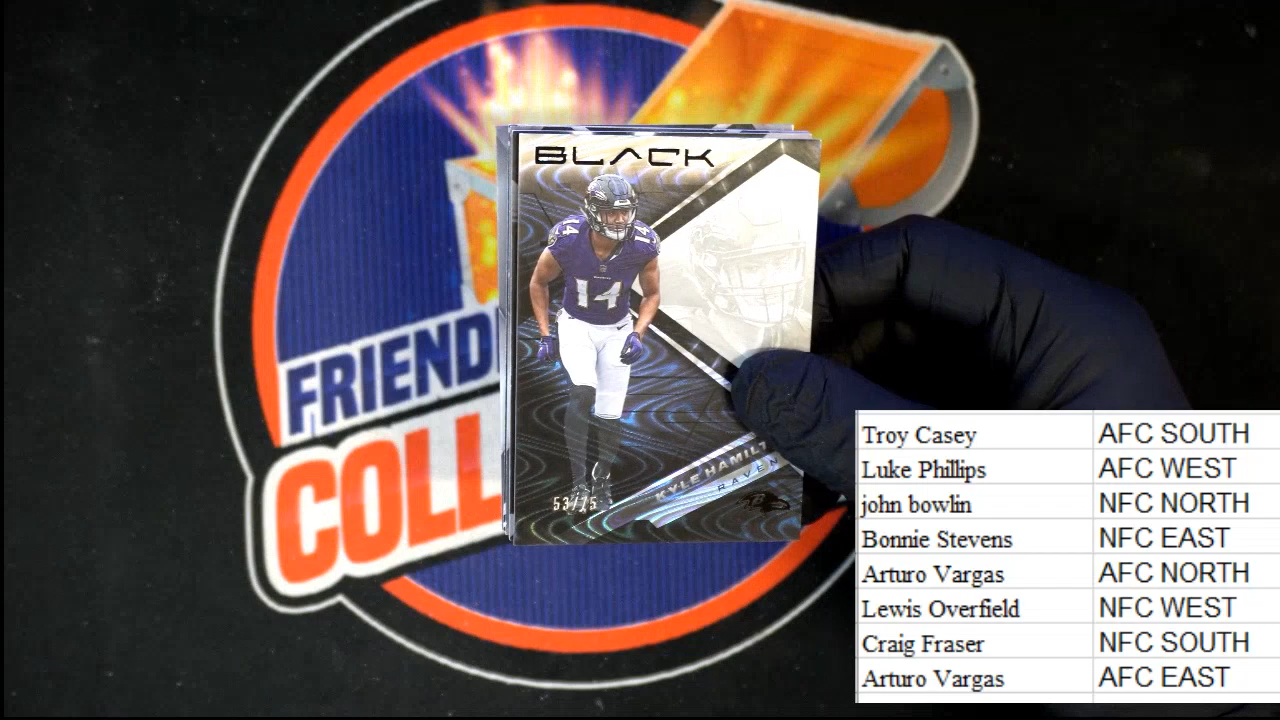 BLACK
14 14
14
FRIEND
COLL
KYLE HAMILT
RAVEN
53/75
Troy Casey AFC SOUTH
Luke Phillips AFC WEST
john bowlin NFC NORTH
Bonnie Stevens NFC EAST
Arturo Vargas AFC NORTH
Lewis Overfield NFC WEST
Craig Fraser NFC SOUTH
Arturo Vargas AFC EAST